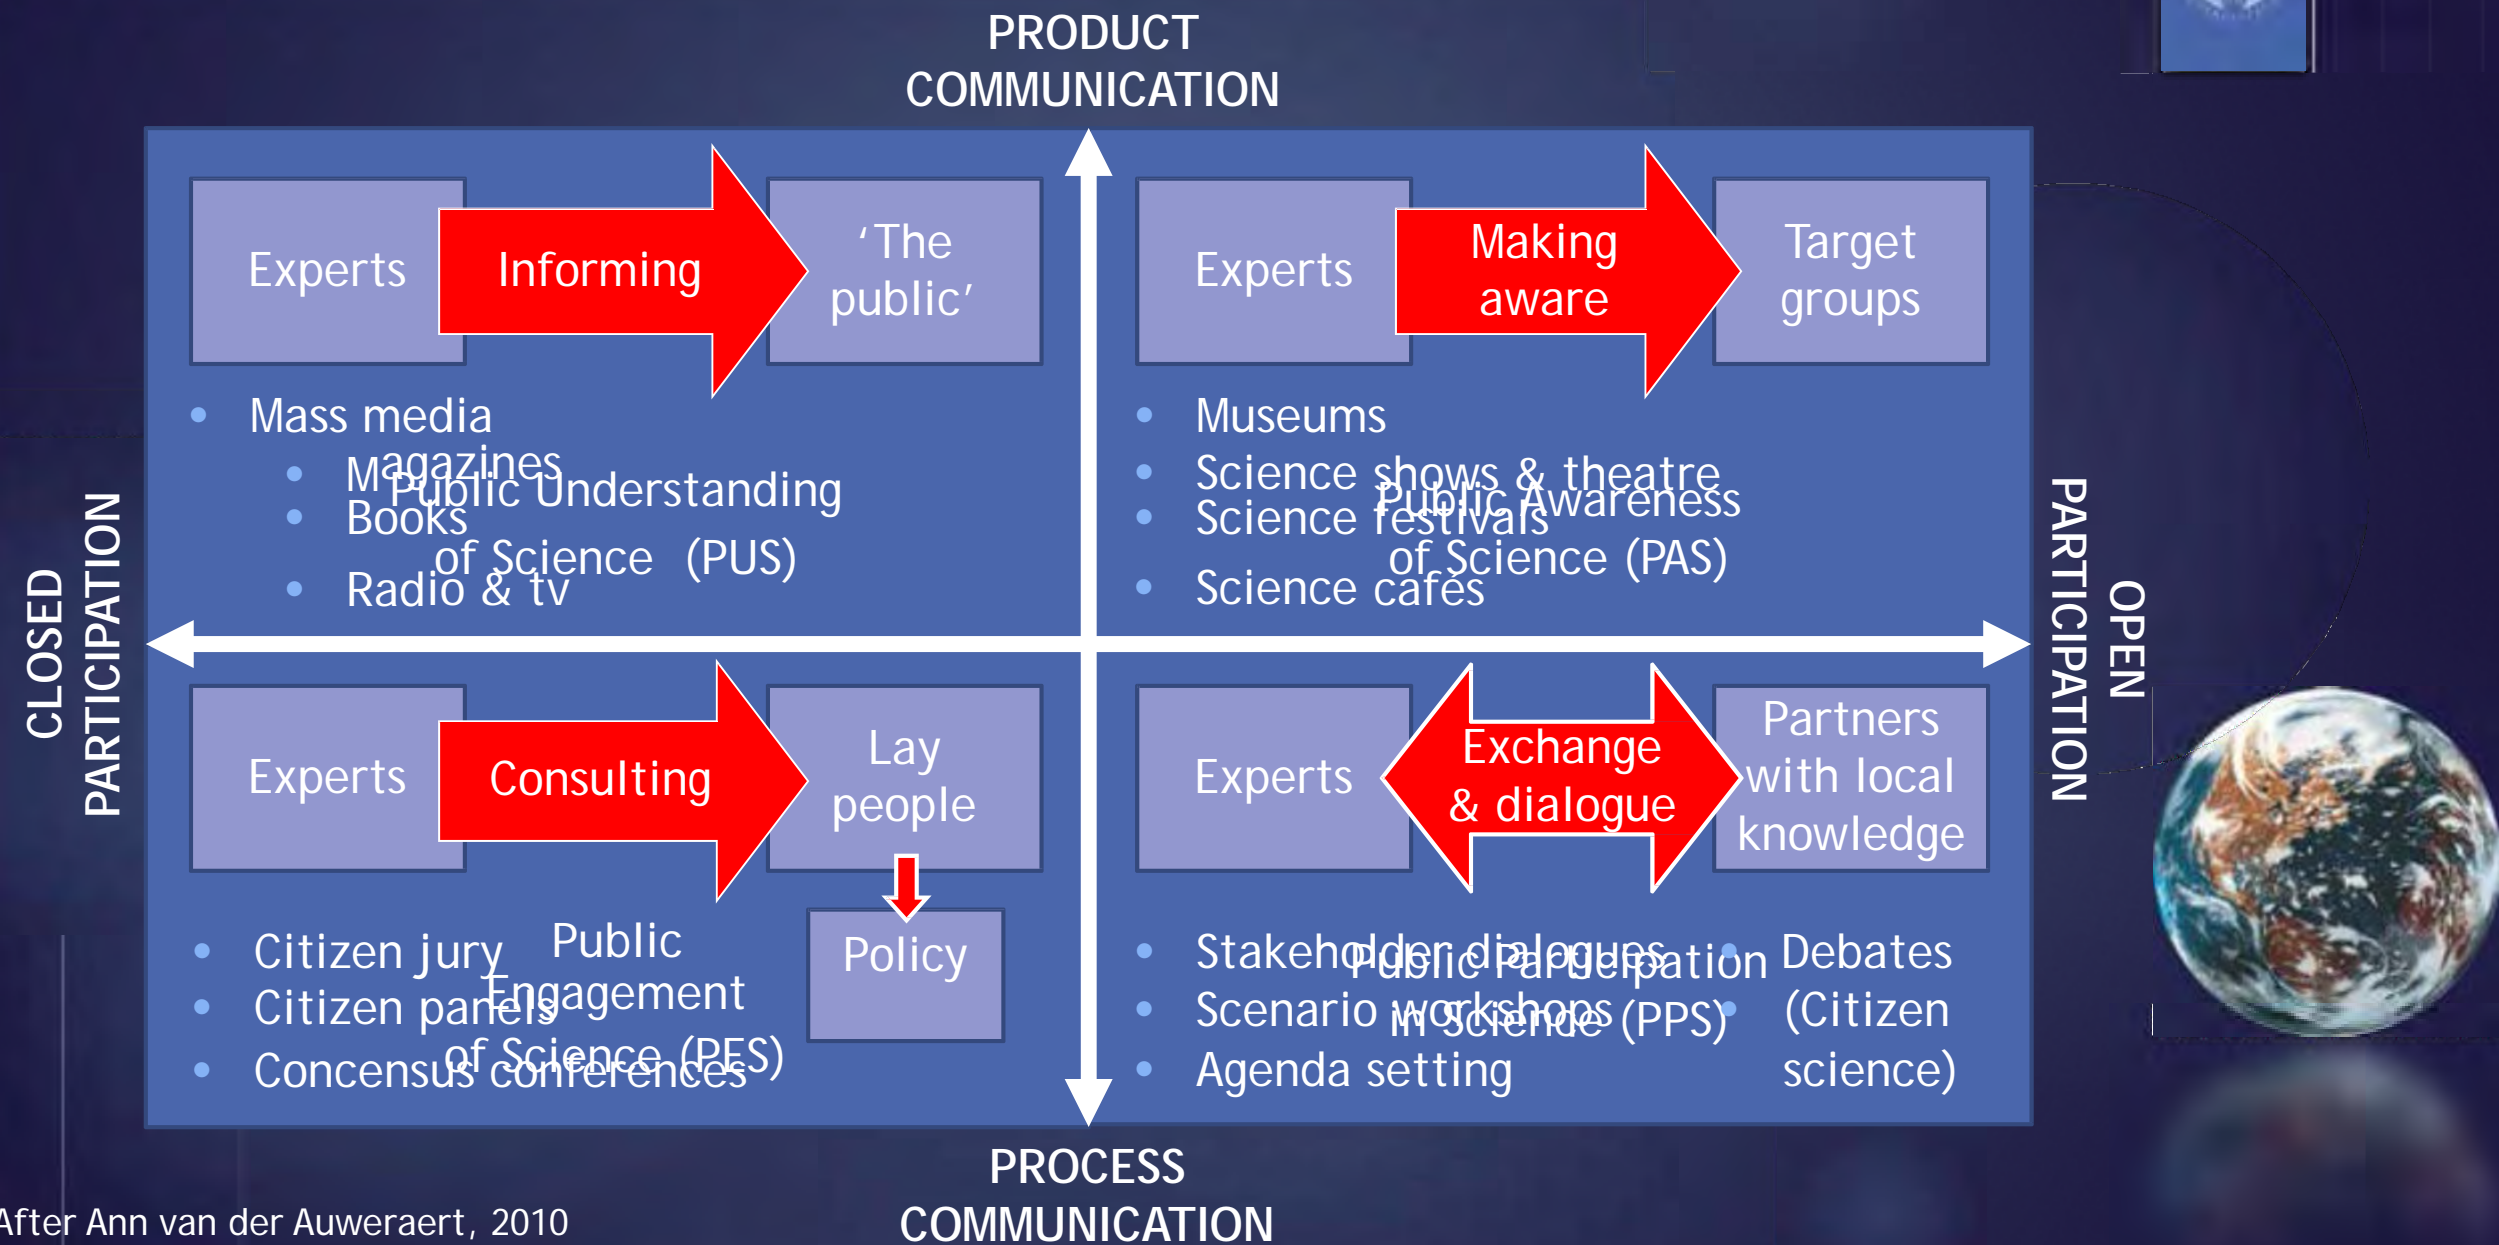 PRODUCT
COMMUNICATION
CLOSED
PARTICIPATION
OPEN
PARTICIPATION
Experts
Informing
‘The
public’
Mass media
Magazines
Books
Radio & tv
Public Understanding
of Science (PUS)
Experts
Making
aware
Target
groups
Museums
Science shows & theatre
Science festivals
Science cafés
Public Awareness
of Science (PAS)
Experts
Consulting
Lay
people
Policy
Citizen jury
Citizen panels
Concensus conferences
Public
Engagement
of Science (PES)
Experts
Exchange
& dialogue
Partners
with local
knowledge
Stakeholder dialogues
Scenario workshops
Agenda setting
Debates
(Citizen
science)
Public Participation
in Science (PPS)
PROCESS
COMMUNICATION
After Ann van der Auweraert, 2010